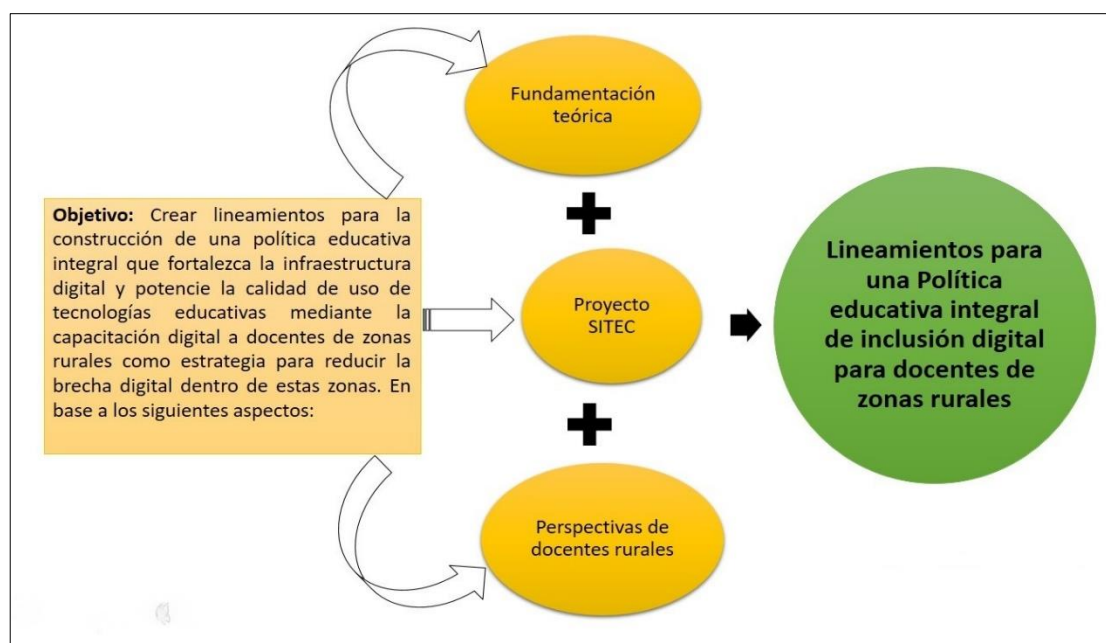 Objetivo: Crear lineamientos para la
construcción de una política educativa
integral que fortalezca la infraestructura
digital y potencie la calidad de uso de
tecnologías educativas mediante la
capacitación digital a docentes de zonas
rurales como estrategia para reducir la
brecha digital dentro de estas zonas. En
base a los siguientes aspectos:
Fundamentación
teórica
Proyecto
SITEC
Perspectivas de
docentes rurales
Lineamientos para
una Política
educativa integral
de inclusión digital
para docentes de
zonas rurales